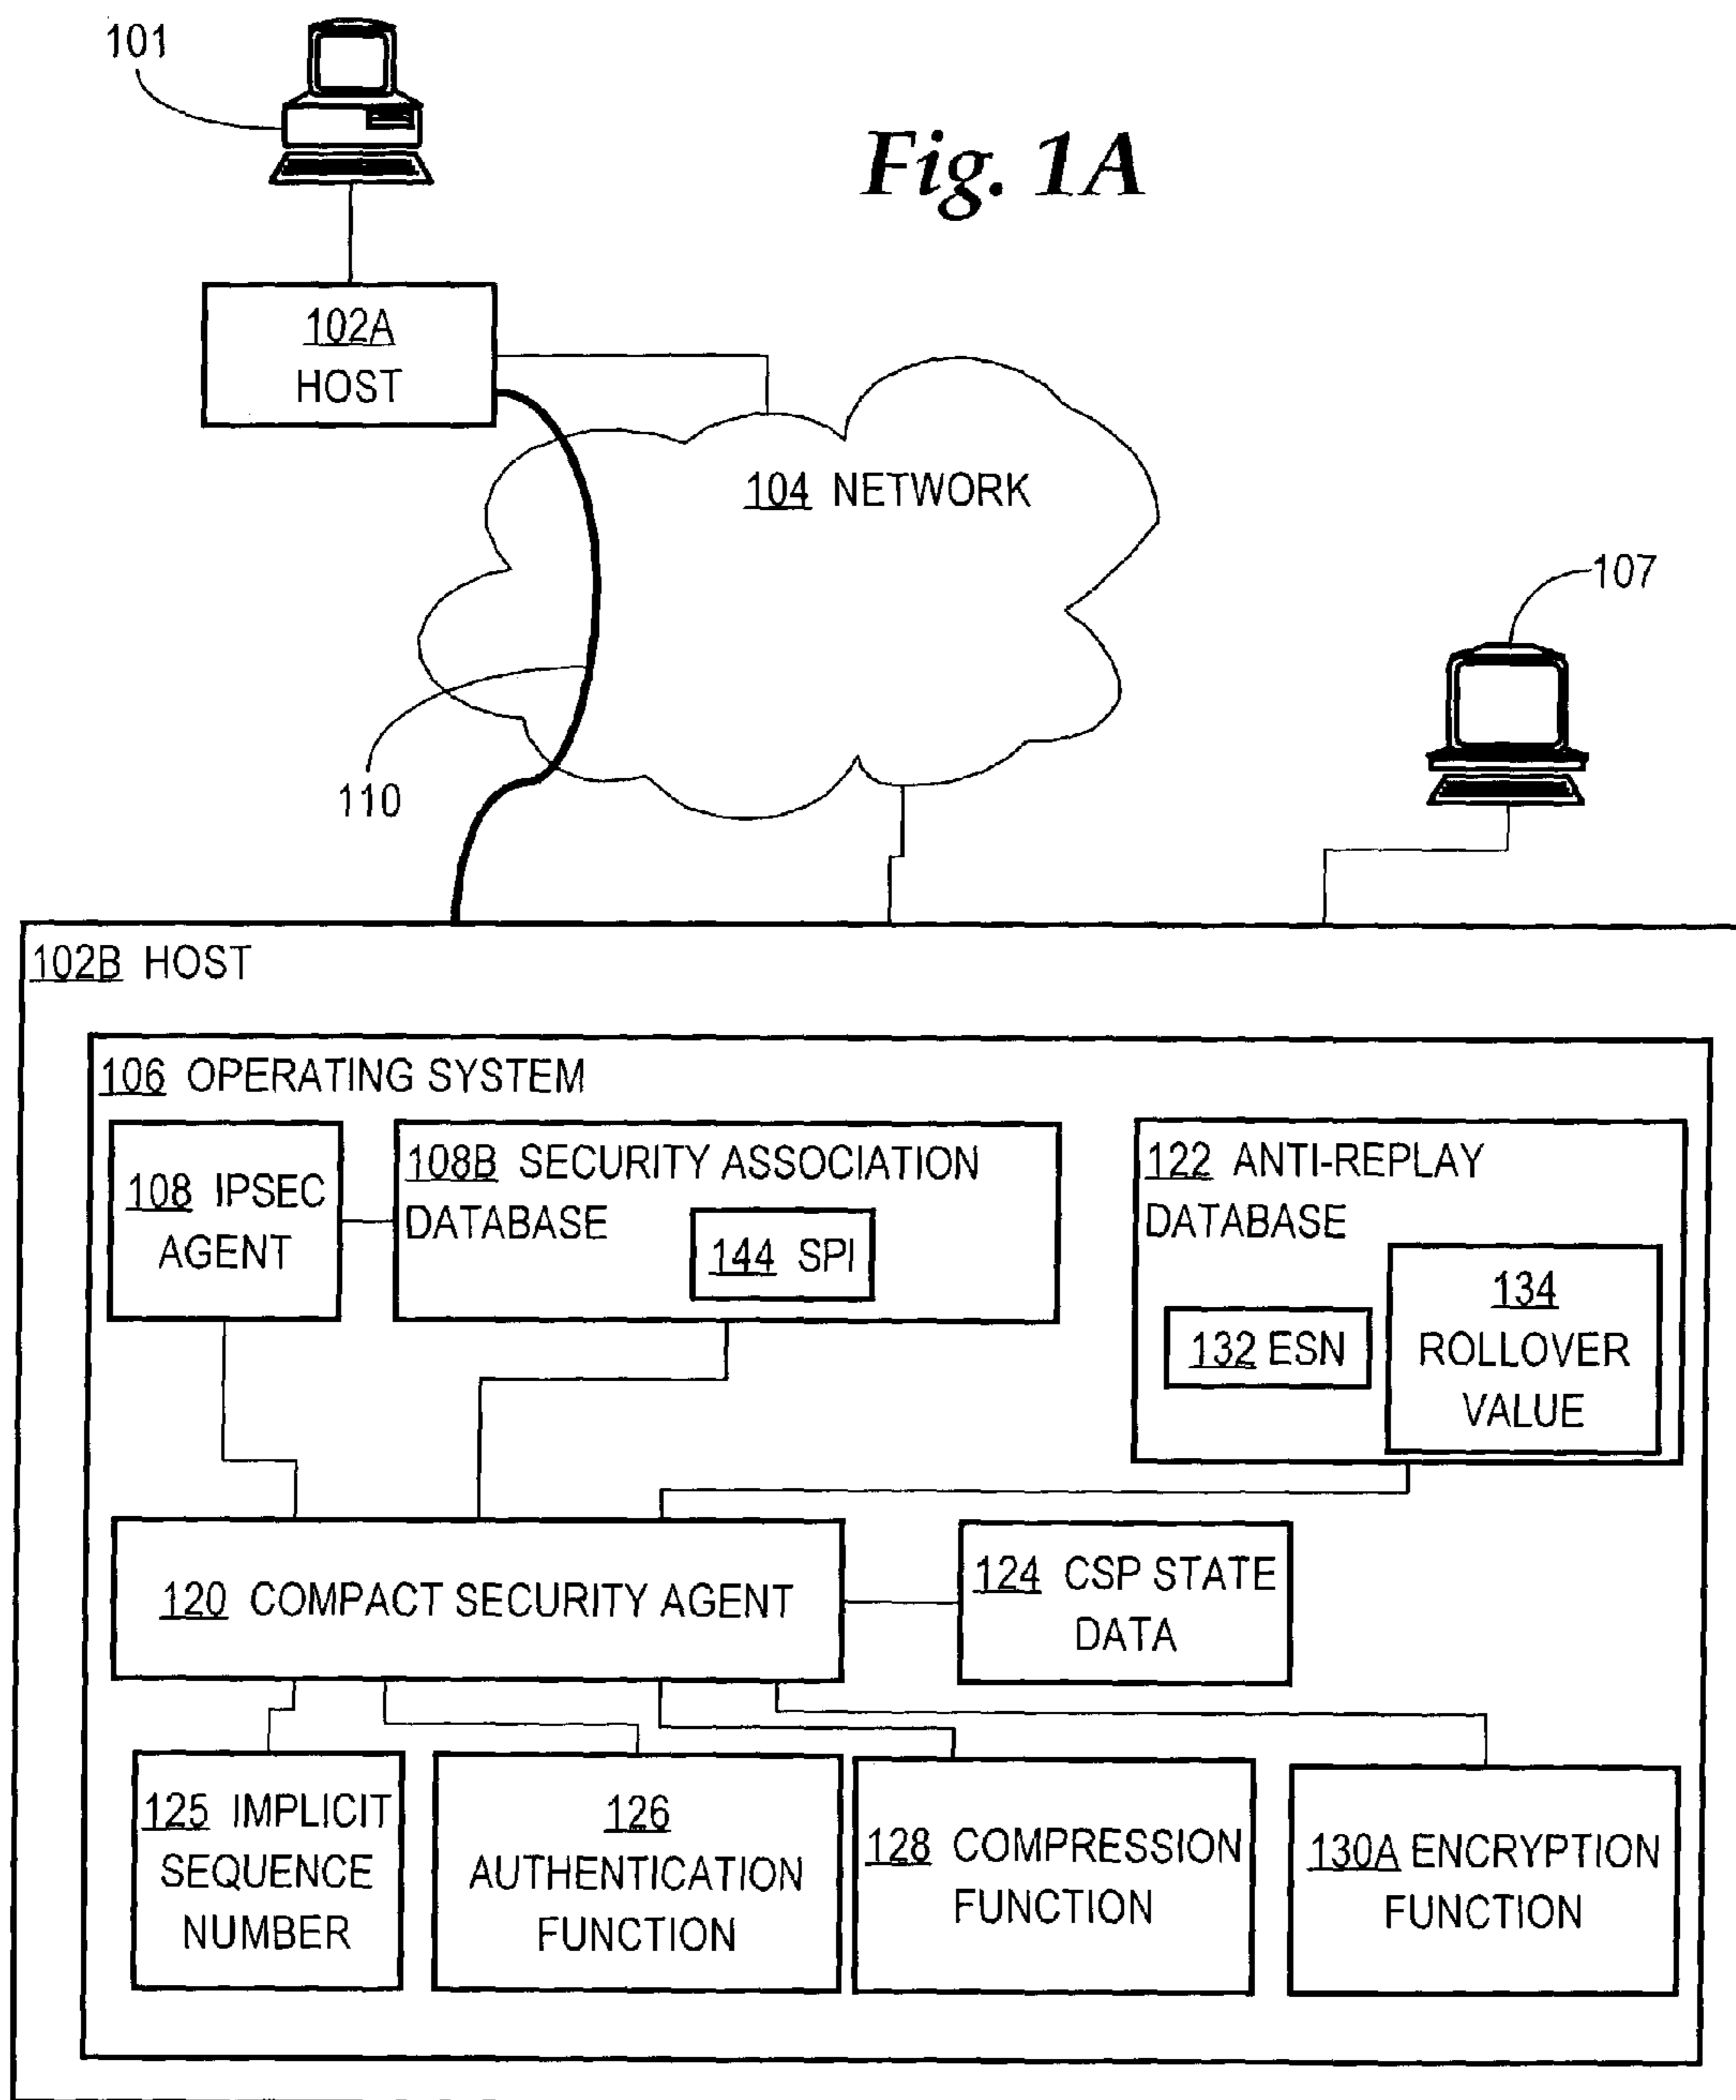 101
Fig. 1A
102A
HOST
104 NETWORK
107
110
102B HOST
106 OPERATING SYSTEM
108 IPSEC
AGENT
108B SECURITY ASSOCIATION
DATABASE
144 SPI
122 ANTI-REPLAY
DATABASE
132 ESN
134
ROLLOVER
VALUE
120 COMPACT SECURITY AGENT
124 CSP STATE
DATA
125 IMPLICIT
SEQUENCE
NUMBER
126
AUTHENTICATION
FUNCTION
128 COMPRESSION
FUNCTION
130A ENCRYPTION
FUNCTION